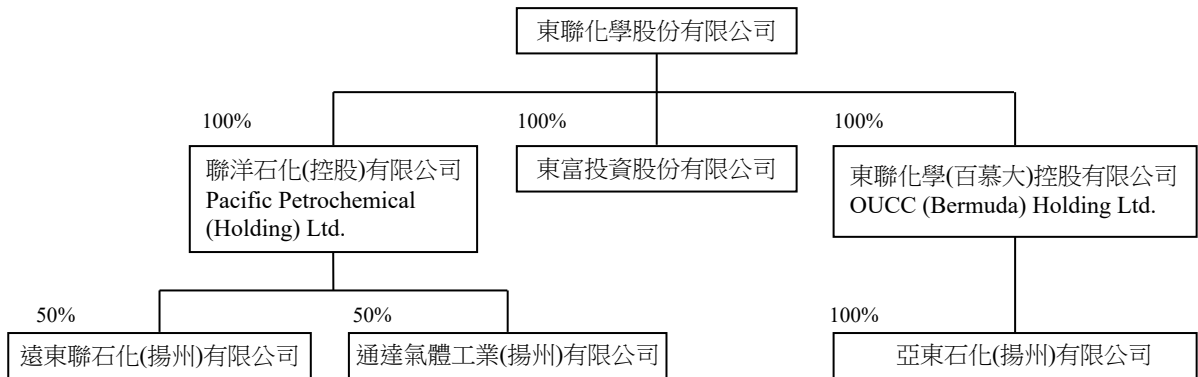 東聯化學股份有限公司
100%
100%
100%
聯洋石化(控股)有限公司
Pacific Petrochemical
(Holding) Ltd.
東富投資股份有限公司
東聯化學(百慕大)控股有限公司
OUCC (Bermuda) Holding Ltd.
50%
50%
100%
遠東聯石化(揚州)有限公司
通達氣體工業(揚州)有限公司
亞東石化(揚州)有限公司